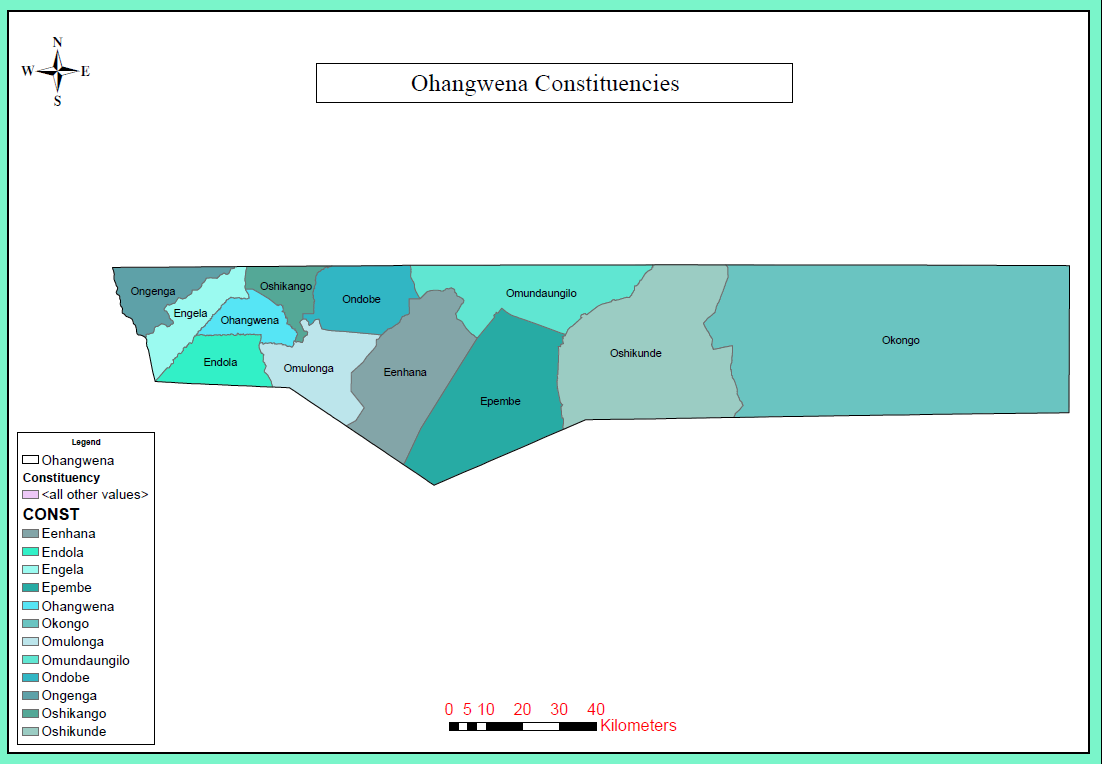 N
W E
S
Ohangwena Constituencies
Ongenga
Oshikango
Omundaungilo
Ondobe
Engela
Ohangwena
Okongo
Oshikunde
Endola
Omulonga
Eenhana
Epembe
Legend
Ohangwena
Constituency
<all other values>
CONST
Eenhana
Endola
Engela
Epembe
Ohangwena
Okongo
Omulonga
Omundaungilo
Ondobe
Ongenga
Oshikango
Oshikunde
0 5 10 20 30 40
Kilometers